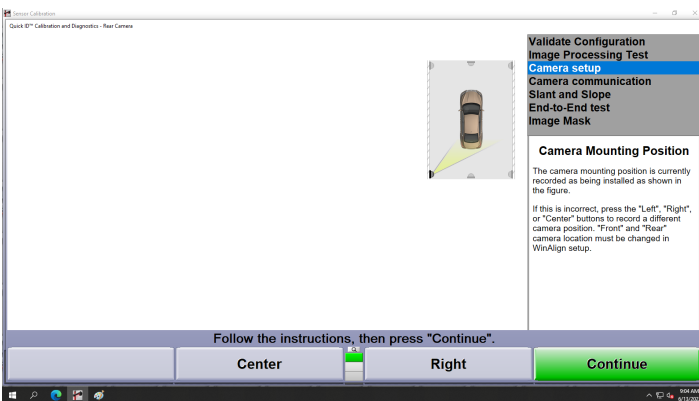 Sensor Calibration
Quick ID™ Calibration and Diagnostics - Rear Camera
Validate Configuration
Image Processing Test
Camera setup
Camera communication
Slant and Slope
End-to-End test
Image Mask
Camera Mounting Position
The camera mounting position is currently
recorded as being installed as shown in
the figure.
If this is incorrect, press the "Left", "Right",
or "Center" buttons to record a different
camera position. "Front" and "Rear"
camera location must be changed in
WinAlign setup.
Follow the instructions, then press "Continue".
Center
Right
Continue
9:04 AM